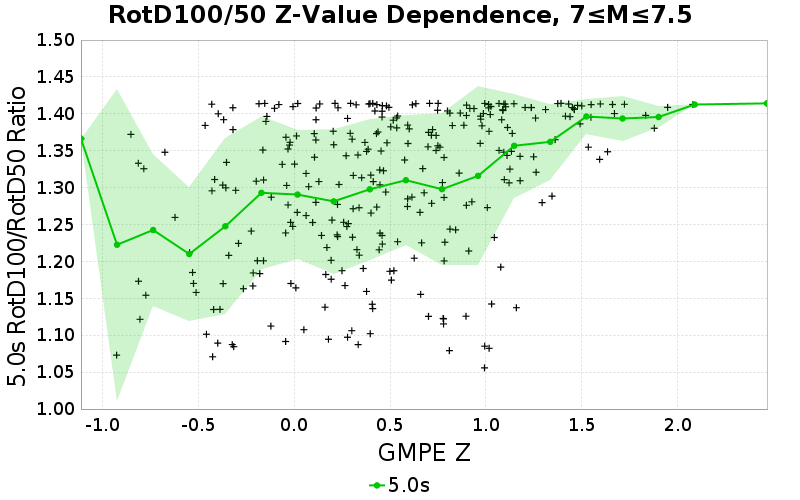 RotD100/50 Z-Value Dependence, 7≤M≤7.5
5.0s RotD100/RotD50 Ratio
1.50
1.45
1.40
1.35
1.30
1.25
1.20
1.15
1.10
1.05
1.00
-1.0 -0.5 0.0 0.5 1.0 1.5 2.0
GMPE Z
5.0s